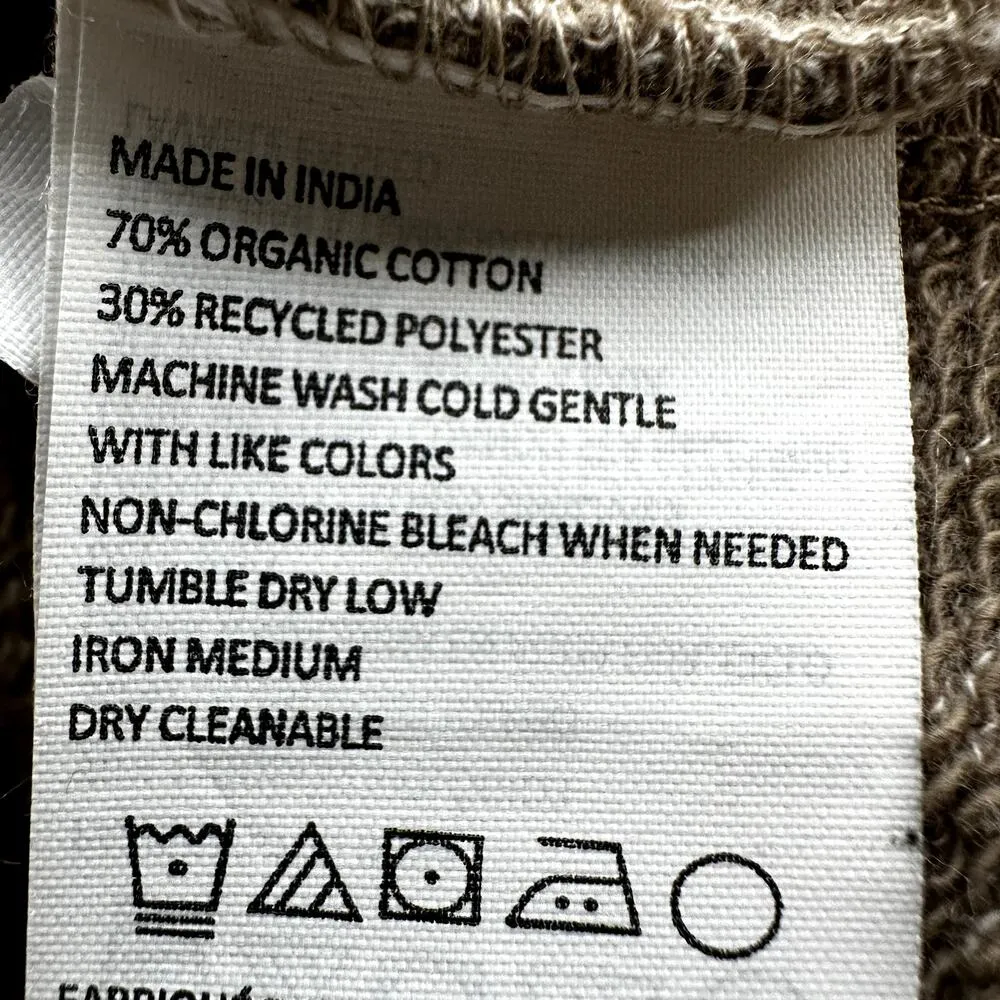 MADE IN INDIA
70% ORGANIC COTTON
30% RECYCLED POLYESTER
MACHINE WASH COLD GENTLE
WITH LIKE COLORS
NON-CHLORINE BLEACH WHEN NEEDED
TUMBLE DRY LOW
IRON MEDIUM
DRY CLEANABLE
FABRIQUÉ